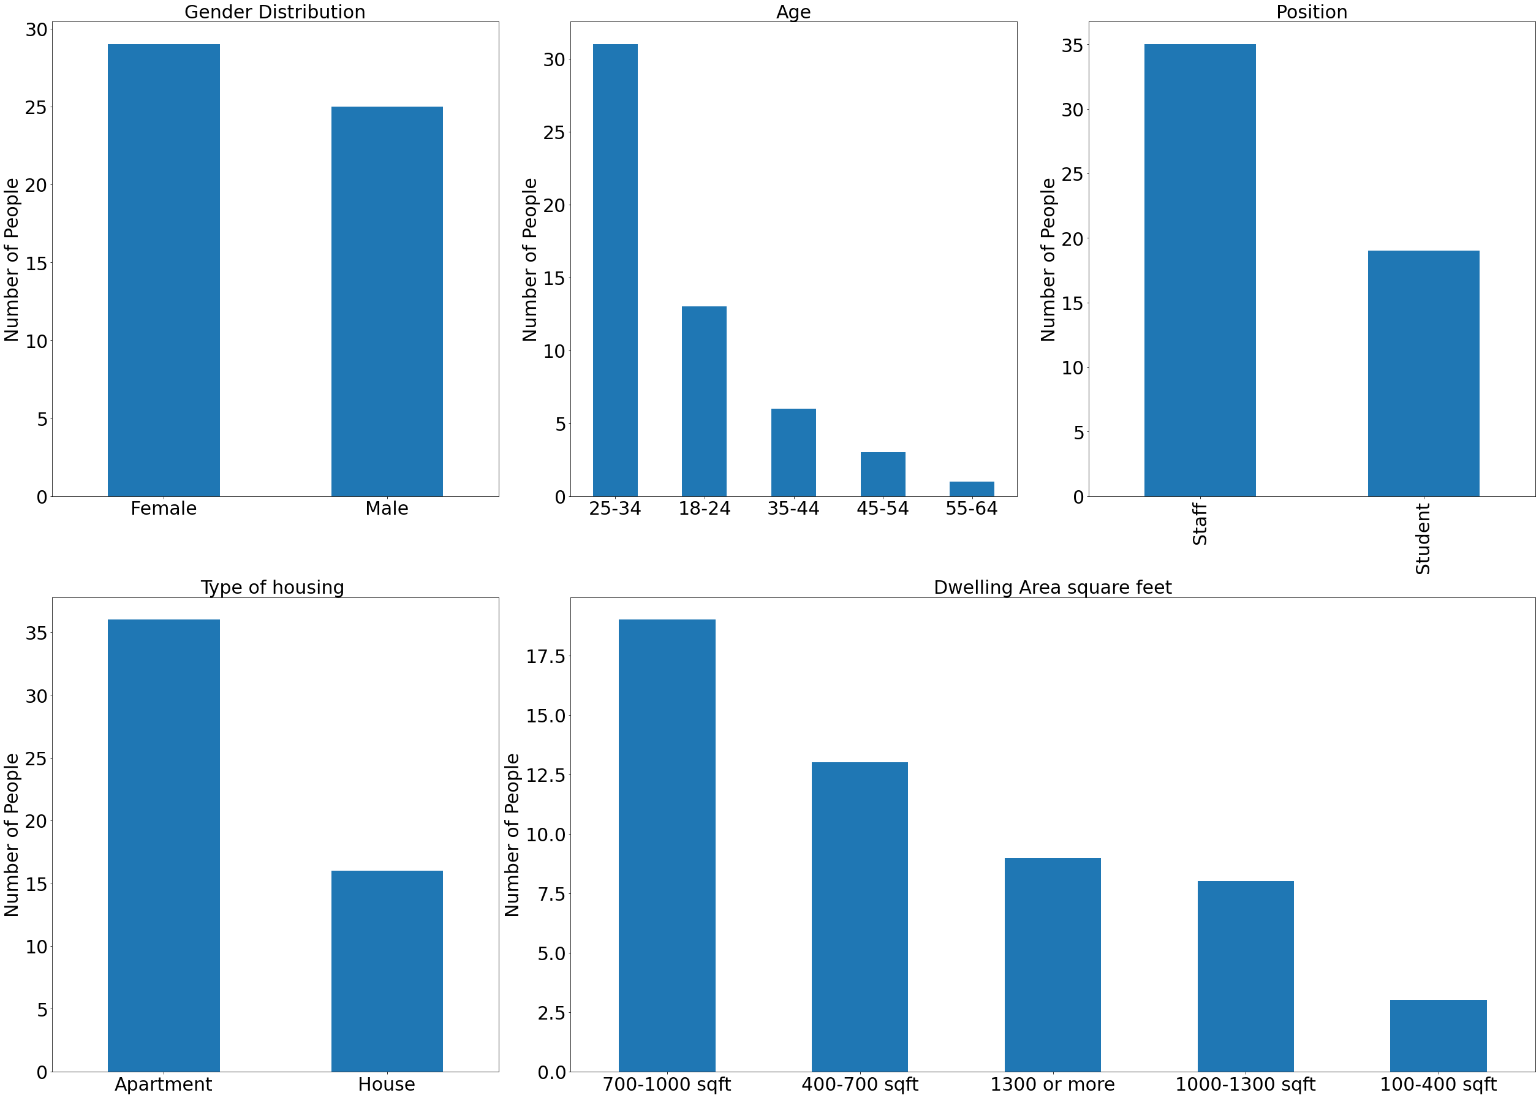 Gender Distribution
Number of People
30
25
20
15
10
5
0
Female Male
Age
Number of People
30
25
20
15
10
5
0
25-34 18-24 35-44 45-54 55-64
Position
Number of People
35
30
25
20
15
10
5
0
Staff Student
Type of housing
Number of People
35
30
25
20
15
10
5
0
Apartment House
Dwelling Area square feet
Number of People
17.5
15.0
12.5
10.0
7.5
5.0
2.5
0.0
700-1000 sqft 400-700 sqft 1300 or more 1000-1300 sqft 100-400 sqft